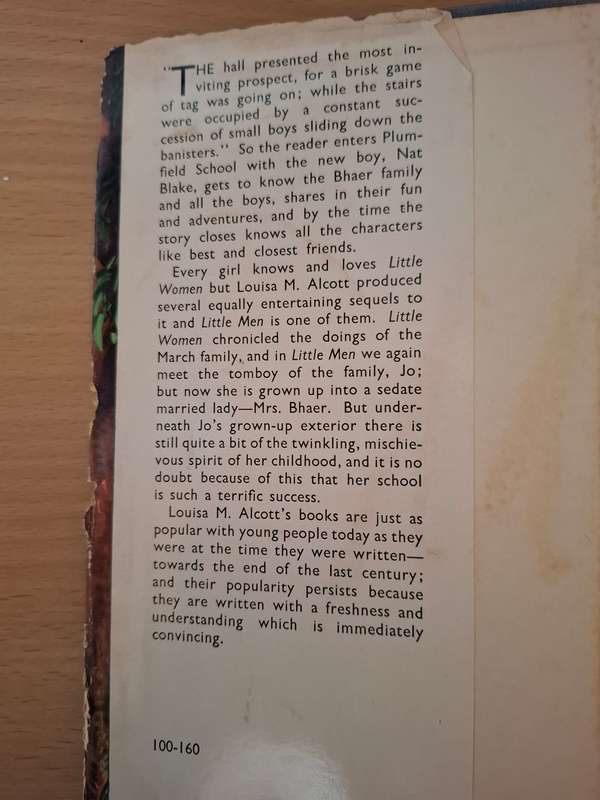 "THE hall presented the most in-
viting prospect, for a brisk game
of tag was going on; while the stairs
were occupied by a constant suc-
cession of small boys sliding down the
banisters." So the reader enters Plum-
field School with the new boy, Nat
Blake, gets to know the Bhaer family
and all the boys, shares in their fun
and adventures, and by the time the
story closes knows all the characters
like best and closest friends.
Every girl knows and loves Little
Women but Louisa M. Alcott produced
several equally entertaining sequels to
it and Little Men is one of them. Little
Women chronicled the doings of the
March family, and in Little Men we again
meet the tomboy of the family, Jo;
but now she is grown up into a sedate
married lady—Mrs. Bhaer. But under-
neath Jo's grown-up exterior there is
still quite a bit of the twinkling, mischie-
vous spirit of her childhood, and it is no
doubt because of this that her school
is such a terrific success.
Louisa M. Alcott's books are just as
popular with young people today as they
were at the time they were written—
towards the end of the last century;
and their popularity persists because
they are written with a freshness and
understanding which is immediately
convincing.
100-160